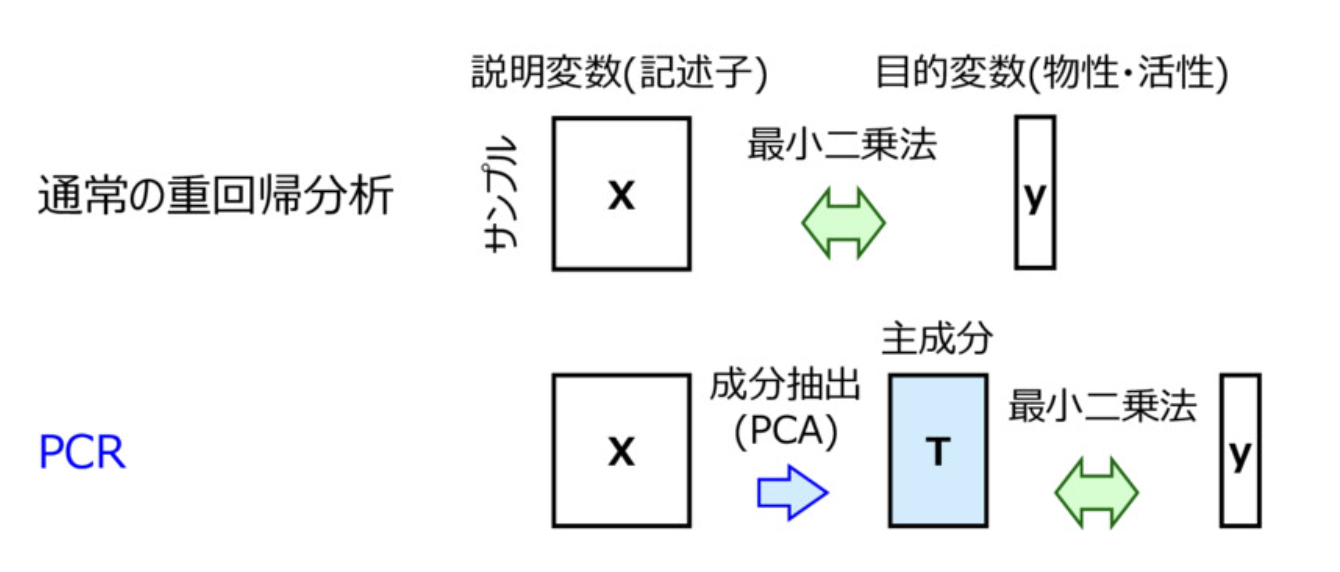 説明変数(記述子)
目的変数(物性・活性)
通常の重回帰分析
サンプル
X
最小二乗法
y
PCR
X
成分抽出
(PCA)
主成分
T
最小二乗法
y